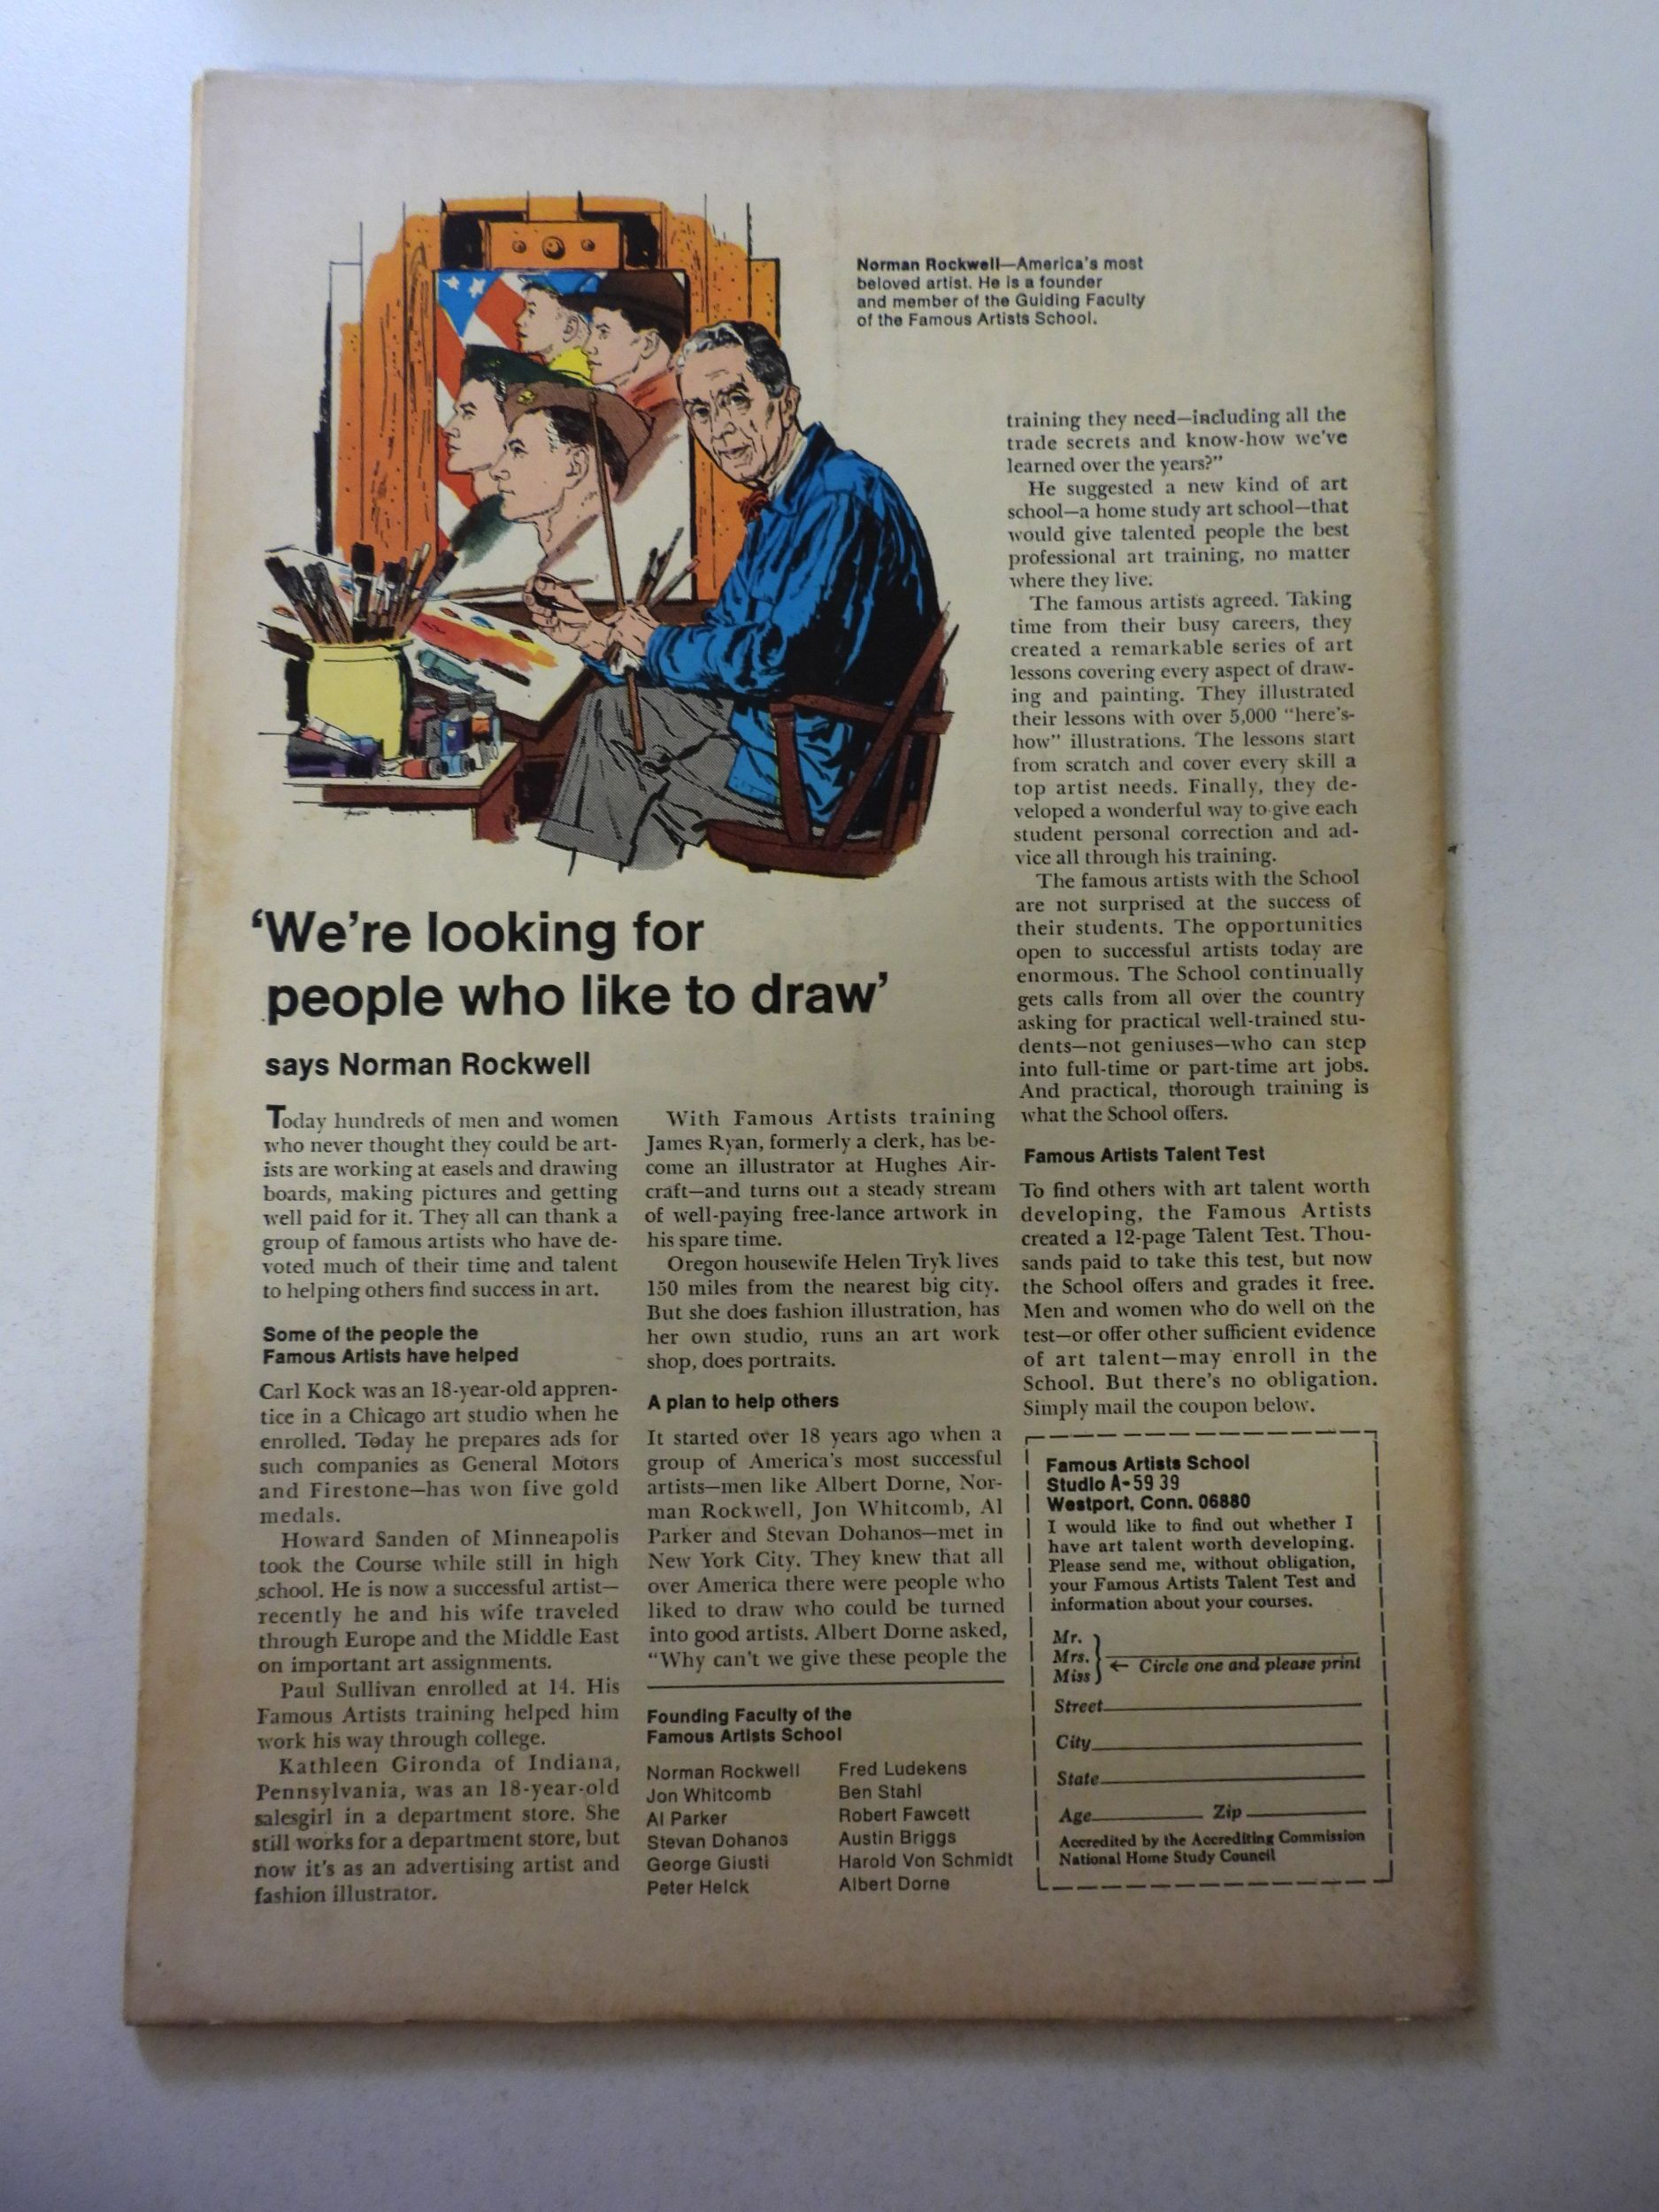 Norman Rockwell—America's most
beloved artist. He is a founder
and member of the Guiding Faculty
of the Famous Artists School.
'We're looking for
people who like to draw'
says Norman Rockwell
Today hundreds of men and women
who never thought they could be art-
ists are working at easels and drawing
boards, making pictures and getting
well paid for it. They all can thank a
group of famous artists who have de-
voted much of their time and talent
to helping others find success in art.
Some of the people the
Famous Artists have helped
Carl Kock was an 18-year-old appren-
tice in a Chicago art studio when he
enrolled. Today he prepares ads for
such companies as General Motors
and Firestone—has won five gold
medals.
Howard Sanden of Minneapolis
took the Course while still in high
school. He is now a successful artist—
recently he and his wife traveled
through Europe and the Middle East
on important art assignments.
Paul Sullivan enrolled at 14. His
Famous Artists training helped him
work his way through college.
Kathleen Gironda of Indiana,
Pennsylvania, was an 18-year-old
salesgirl in a department store. She
still works for a department store, but
now it's as an advertising artist and
fashion illustrator.
With Famous Artists training
James Ryan, formerly a clerk, has be-
come an illustrator at Hughes Air-
craft—and turns out a steady stream
of well-paying free-lance artwork in
his spare time.
Oregon housewife Helen Tryk lives
150 miles from the nearest big city.
But she does fashion illustration, has
her own studio, runs an art work
shop, does portraits.
A plan to help others
It started over 18 years ago when a
group of America's most successful
artists—men like Albert Dorne, Nor-
man Rockwell, Jon Whitcomb, Al
Parker and Stevan Dohanos—met in
New York City. They knew that all
over America there were people who
liked to draw who could be turned
into good artists. Albert Dorne asked,
"Why can't we give these people the
training they need—including all the
trade secrets and know-how we've
learned over the years?"
He suggested a new kind of art
school—a home study art school—that
would give talented people the best
professional art training, no matter
where they live.
The famous artists agreed. Taking
time from their busy careers, they
created a remarkable series of art
lessons covering every aspect of draw-
ing and painting. They illustrated
their lessons with over 5,000 "here's-
how" illustrations. The lessons start
from scratch and cover every skill a
top artist needs. Finally, they de-
veloped a wonderful way to give each
student personal correction and ad-
vice all through his training.
The famous artists with the School
are not surprised at the success of
their students. The opportunities
open to successful artists today are
enormous. The School continually
gets calls from all over the country
asking for practical well-trained stu-
dents—not geniuses—who can step
into full-time or part-time art jobs.
And practical, thorough training is
what the School offers.
Famous Artists Talent Test
To find others with art talent worth
developing, the Famous Artists
created a 12-page Talent Test. Thou-
sands paid to take this test, but now
the School offers and grades it free.
Men and women who do well on the
test—or offer other sufficient evidence
of art talent—may enroll in the
School. But there's no obligation.
Simply mail the coupon below.
Founding Faculty of the
Famous Artists School
Norman Rockwell
Jon Whitcomb
Al Parker
Stevan Dohanos
George Giusti
Peter Helck
Fred Ludekens
Ben Stahl
Robert Fawcett
Austin Briggs
Harold Von Schmidt
Albert Dorne
Famous Artists School
Studio A-5939
Westport, Conn. 06880
I would like to find out whether I
have art talent worth developing.
Please send me, without obligation,
your Famous Artists Talent Test and
information about your courses.
Mr.
Mrs.
Miss
← Circle one and please print
Street
City
State
Age Zip
Accredited by the Accrediting Commission
National Home Study Council